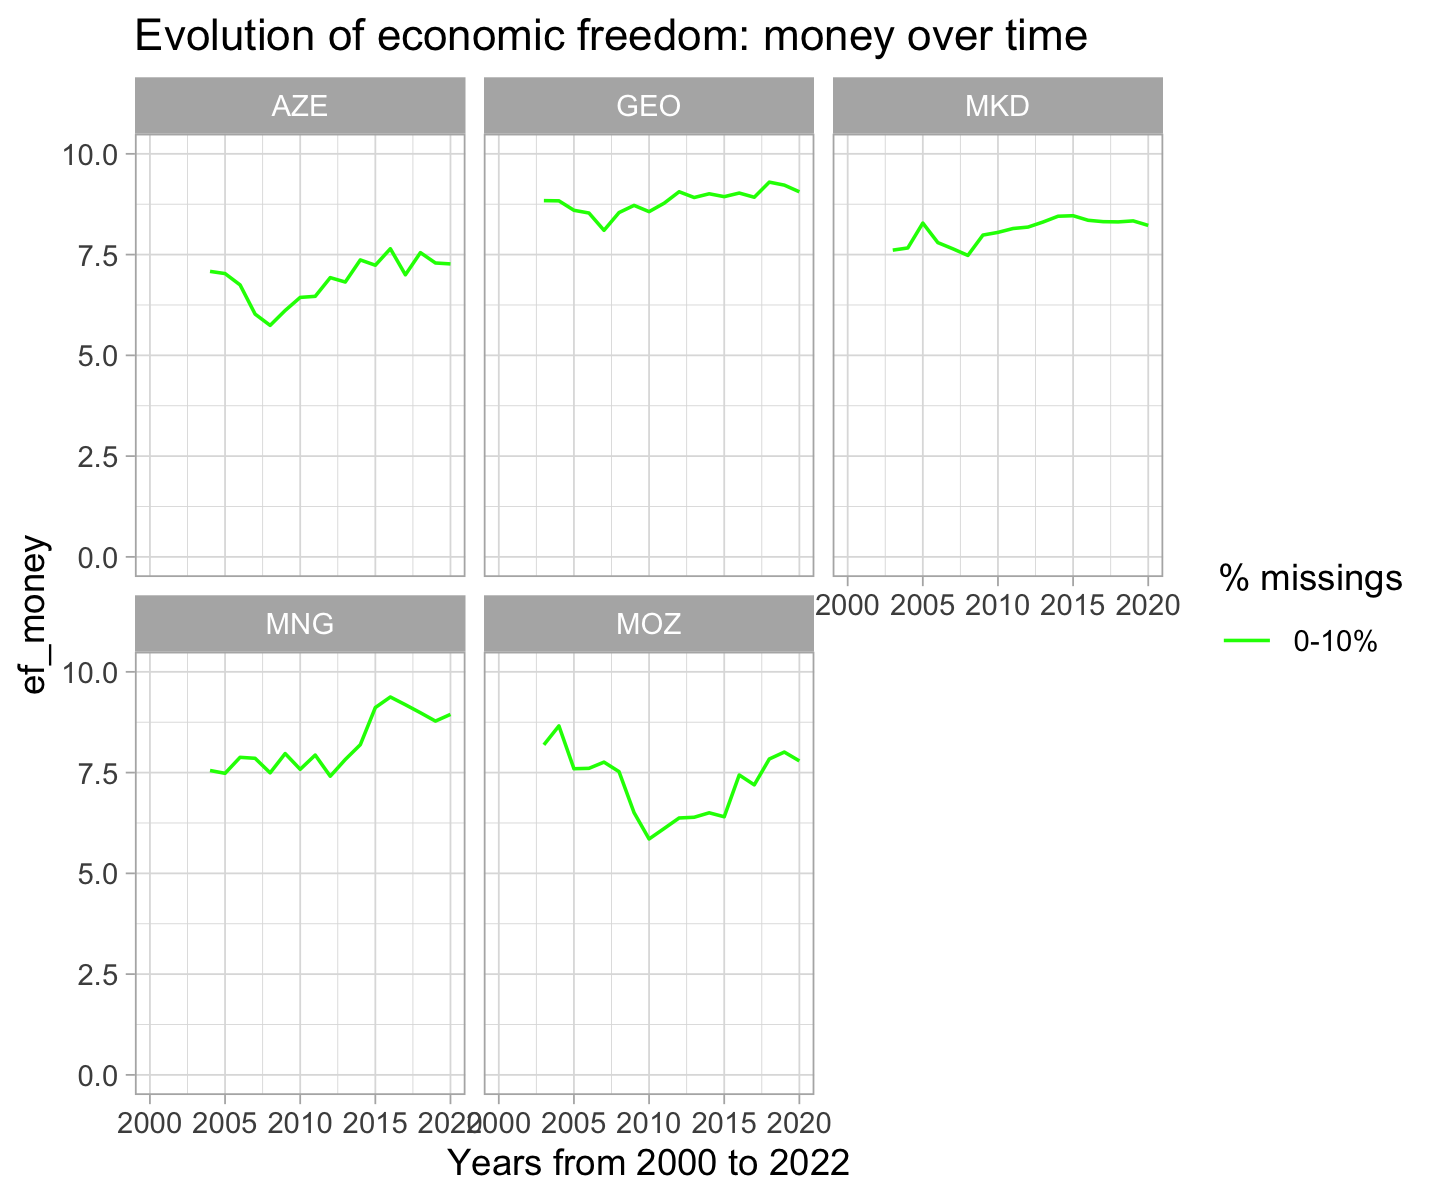 Evolution of economic freedom: money over time
AZE GEO MKD
10.0
7.5
5.0
2.5
0.0
2000 2005 2010 2015 2020
MNG MOZ
10.0
7.5
5.0
2.5
0.0
2000 2005 2010 2015 2020 2000 2005 2010 2015 2020
Years from 2000 to 2022
ef_money
% missings
0-10%